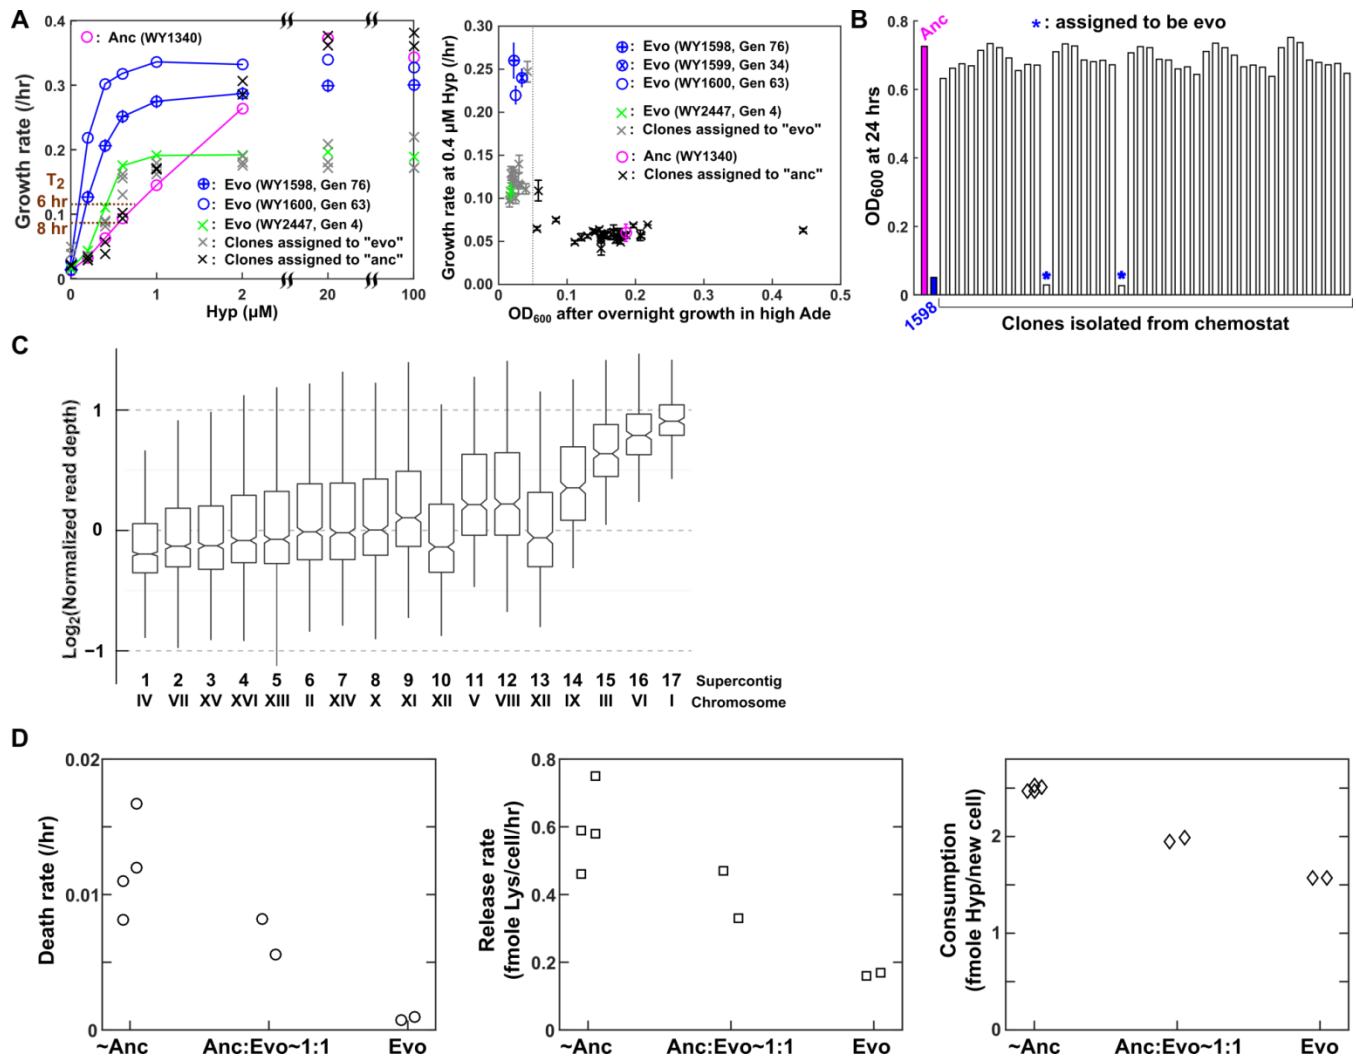 A
Growth rate (/hr)
0.4
0.3
0.2
0.1
0
T2
6 hr
8 hr
: Anc (WY1340)
: Evo (WY1598, Gen 76)
: Evo (WY1600, Gen 63)
: Evo (WY2447, Gen 4)
: Clones assigned to "evo"
: Clones assigned to "anc"
0 1 2 20 100
Hyp (µM)
Growth rate at 0.4 µM Hyp (/hr)
0.30
0.25
0.20
0.15
0.10
0.05
0.00
: Evo (WY1598, Gen 76)
: Evo (WY1599, Gen 34)
: Evo (WY1600, Gen 63)
: Evo (WY2447, Gen 4)
: Clones assigned to "evo"
: Anc (WY1340)
: Clones assigned to "anc"
0 0.1 0.2 0.3 0.4 0.5
OD600 after overnight growth in high Ade
B
OD600 at 24 hrs
0.8
0.6
0.4
0.2
0
Anc
*: assigned to be evo
* *
1598
Clones isolated from chemostat
C
Log2(Normalized read depth)
1
0
−1
1 2 3 4 5 6 7 8 9 10 11 12 13 14 15 16 17 Supercontig
IV VII XV XVI XIII II XIV X XI XII V VIII XII IX III VI I Chromosome
D
Death rate (/hr)
0.02
0.01
0
~Anc Anc:Evo~1:1 Evo
Release rate
(fmole Lys/cell/hr)
0.8
0.6
0.4
0.2
0
~Anc Anc:Evo~1:1 Evo
Consumption
(fmole Hyp/new cell)
2
1
0
~Anc Anc:Evo~1:1 Evo